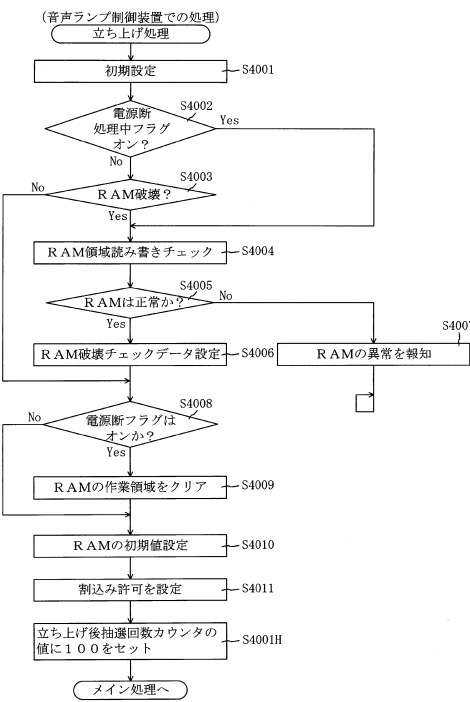 (音声ランプ制御装置での処理)
立ち上げ処理
初期設定
S4001
S4002
電源断
処理中フラグ
オン？
Yes
No
S4003
No
ＲＡＭ破壊？
Yes
ＲＡＭ領域読み書きチェック
S4004
S4005
ＲＡＭは正常か？
No
Yes
S4007
ＲＡＭ破壊チェックデータ設定
S4006
ＲＡＭの異常を報知
S4008
No
電源断フラグは
オンか？
Yes
ＲＡＭの作業領域をクリア
S4009
ＲＡＭの初期値設定
S4010
割込み許可を設定
S4011
立ち上げ後抽選回数カウンタの
値に１００をセット
S4001H
メイン処理へ